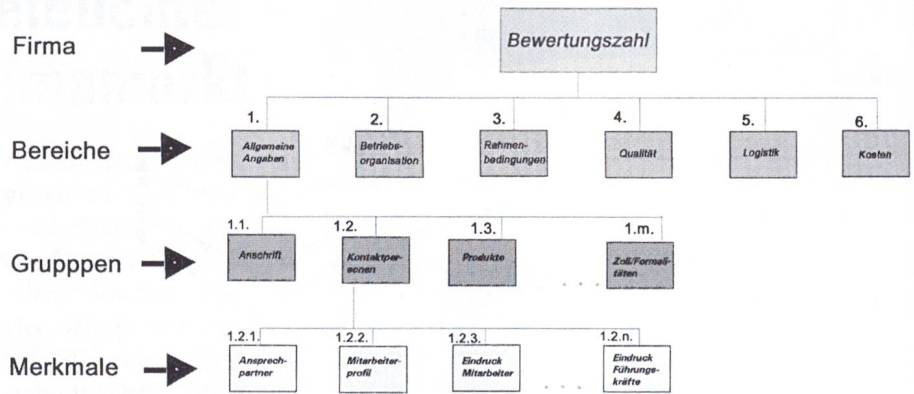 Firma
Bewertungszahl
1.
2.
3.
4.
5.
6.
Bereiche
Allgemeine
Angaben
Betriebs-
organisation
Rahmen-
bedingungen
Qualität
Logistik
Kosten
1.1.
1.2.
1.3.
1.m.
Grupppen
Anschrift
Kontaktper-
sonen
Produkte
. . .
Zoll/Formali-
täten
1.2.1.
1.2.2.
1.2.3.
1.2.n.
Merkmale
Ansprech-
partner
Mitarbeiter-
profil
Eindruck
Mitarbeiter
. . .
Eindruck
Führungs-
kräfte